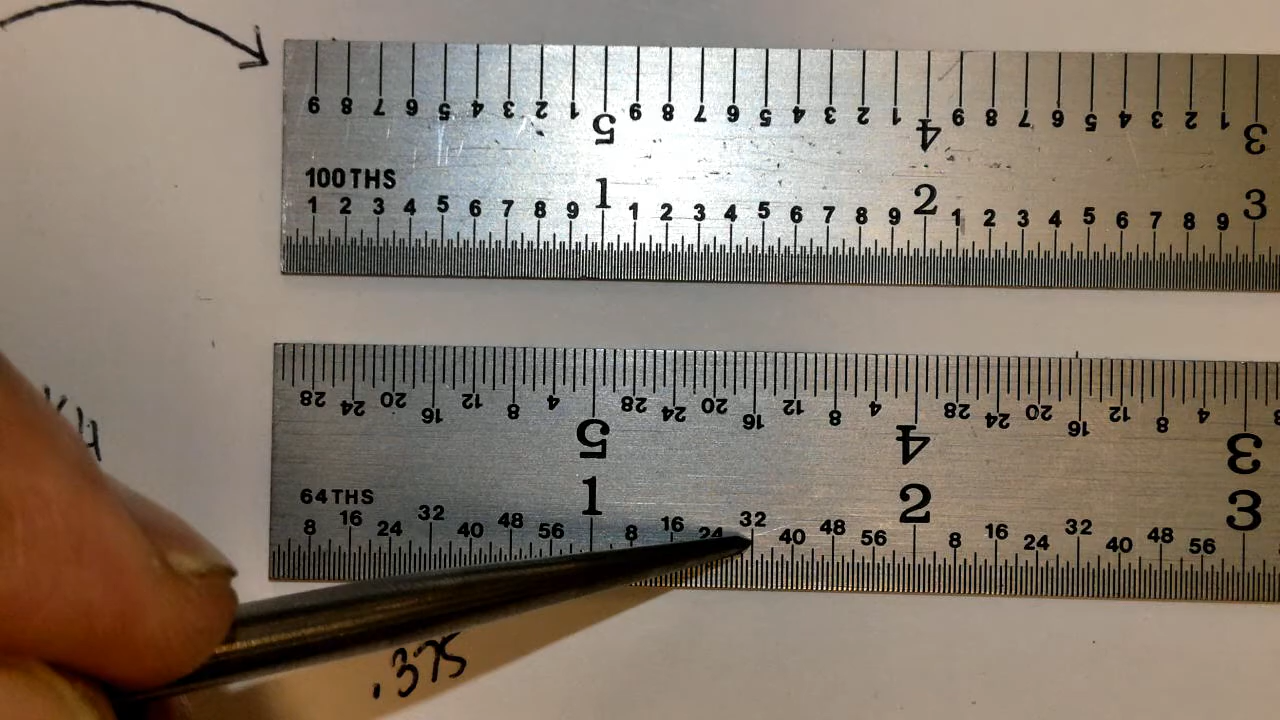 9 8 7 6 5 4 3 2 1 5 9 8 7 6 5 4 3 2 1 4 9 8 7 6 5 4 3 2 1 3
100 THS
1 2 3 4 5 6 7 8 9 1 1 2 3 4 5 6 7 8 9 2 1 2 3 4 5 6 7 8 9 3
28 24 20 16 12 8 4 5 28 24 20 16 12 8 4 4 28 24 20 16 12 8 4 3
64 THS
8 16 24 32 40 48 56 1 8 16 24 32 40 48 56 2 8 16 24 32 40 48 56 3
.375